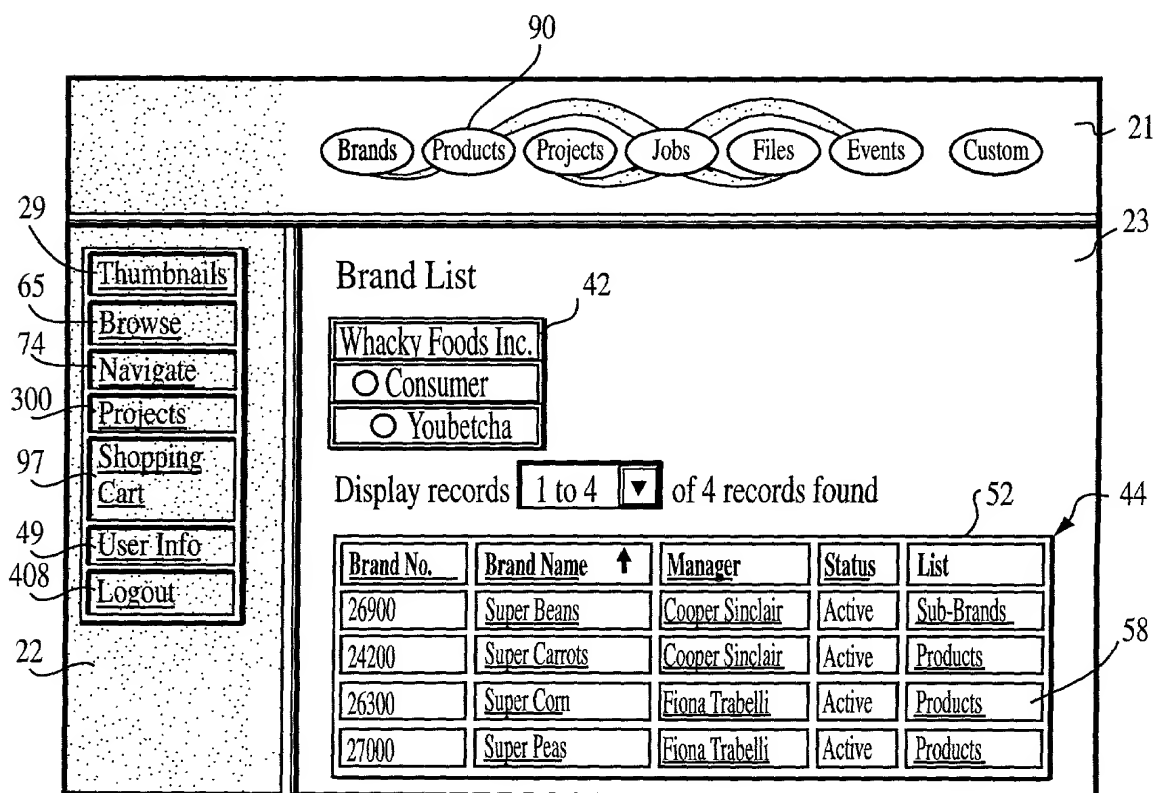 90
Brands Products Projects Jobs Files Events Custom
21
23
29
Thumbnails
65
Browse
74
Navigate
300
Projects
97
Shopping
Cart
49
User Info
408
Logout
22
Brand List
42
Whacky Foods Inc.
Consumer
Youbetcha
Display records 1 to 4 ▼ of 4 records found
52
44
Brand No. Brand Name ↑ Manager Status List
26900 Super Beans Cooper Sinclair Active Sub-Brands
24200 Super Carrots Cooper Sinclair Active Products
58
26300 Super Corn Fiona Trabelli Active Products
27000 Super Peas Fiona Trabelli Active Products